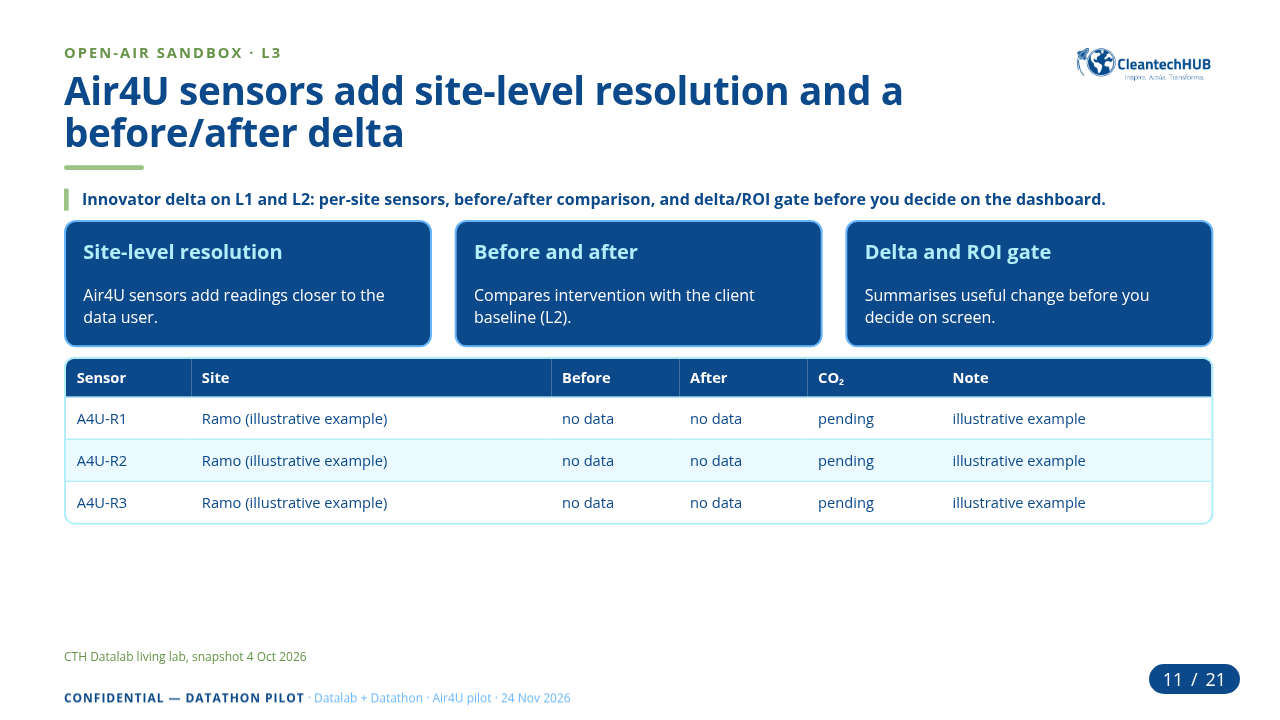 OPEN-AIR SANDBOX · L3
CleantechHUB
Inspira. Actúa. Transforma.
Air4U sensors add site-level resolution and a
before/after delta
Innovator delta on L1 and L2: per-site sensors, before/after comparison, and delta/ROI gate before you decide on the dashboard.
Site-level resolution
Air4U sensors add readings closer to the
data user.
Before and after
Compares intervention with the client
baseline (L2).
Delta and ROI gate
Summarises useful change before you
decide on screen.
Sensor Site Before After CO₂ Note
A4U-R1 Ramo (illustrative example) no data no data pending illustrative example
A4U-R2 Ramo (illustrative example) no data no data pending illustrative example
A4U-R3 Ramo (illustrative example) no data no data pending illustrative example
CTH Datalab living lab, snapshot 4 Oct 2026
CONFIDENTIAL — DATATHON PILOT · Datalab + Datathon · Air4U pilot · 24 Nov 2026
11 / 21